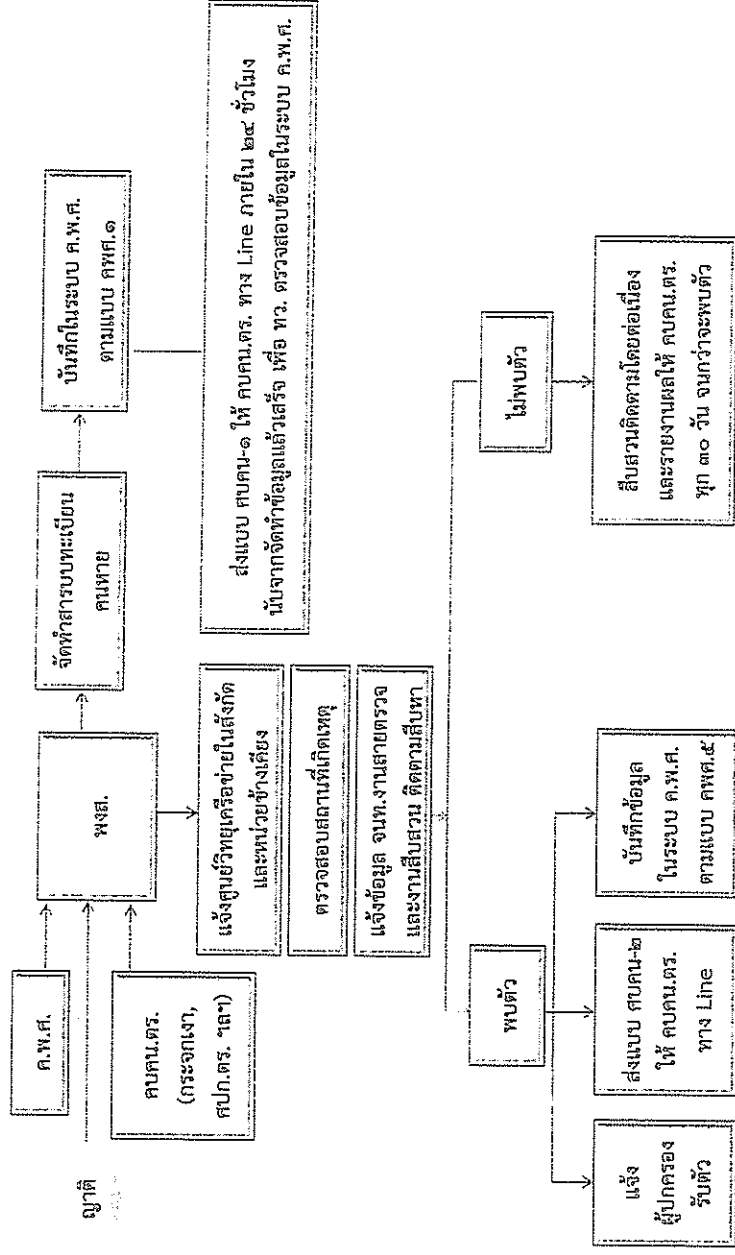 ค.พ.ศ.
ญาติ
คบคน.ตร.
(กระจกเงา,
ศปก.ตร. ฯลฯ)
พงส.
จัดทำสารบบทะเบียน
คนหาย
บันทึกในระบบ ค.พ.ศ.
ตามแบบ คพศ.๑
ส่งแบบ ศบคน-๑ ให้ ศบคน.ตร. ทาง Line ภายใน ๒๔ ชั่วโมง
นับจากจัดทำข้อมูลแล้วเสร็จ เพื่อ ทว. ตรวจสอบข้อมูลในระบบ ค.พ.ศ.
แจ้งศูนย์วิทยุเครือข่ายในสังกัด
และหน่วยข้างเคียง
ตรวจสอบสถานที่เกิดเหตุ
แจ้งข้อมูล จนท.งานสายตรวจ
และงานสืบสวน ติดตามสืบหา
พบตัว
ไม่พบตัว
แจ้ง
ผู้ปกครอง
รับตัว
ส่งแบบ ศบคน-๒
ให้ ศบคน.ตร.
ทาง Line
บันทึกข้อมูล
ในระบบ ค.พ.ศ.
ตามแบบ คพศ.๕
สืบสวนติดตามโดยต่อเนื่อง
และรายงานผลให้ ศบคน.ตร.
ทุก ๓๐ วัน จนกว่าจะพบตัว